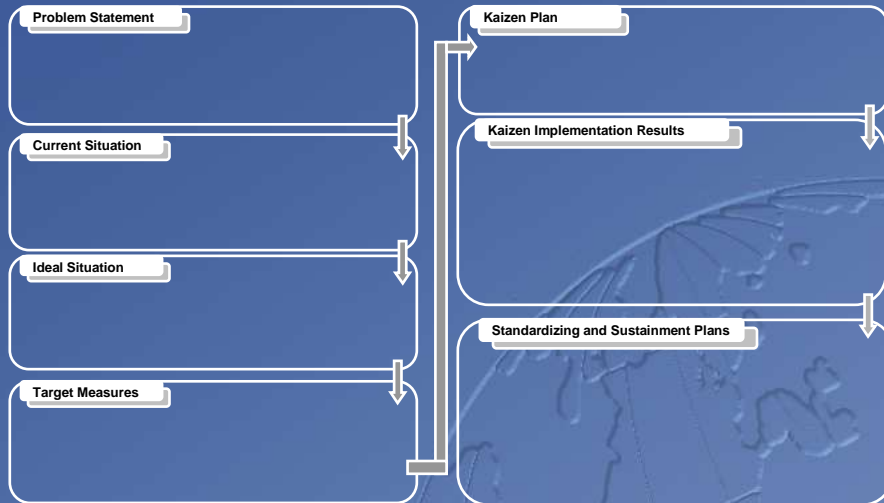 Problem Statement
Current Situation
Ideal Situation
Target Measures
Kaizen Plan
Kaizen Implementation Results
Standardizing and Sustainment Plans